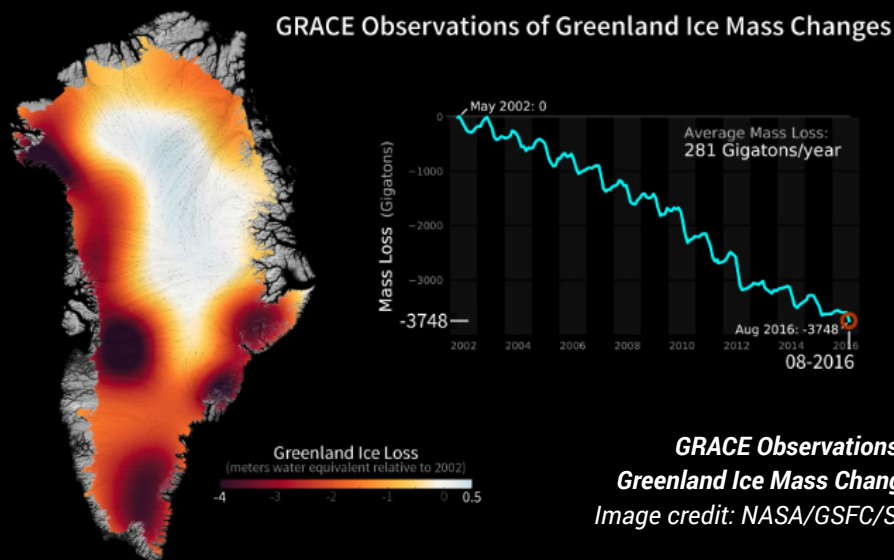 GRACE Observations of Greenland Ice Mass Changes
May 2002: 0
0
Average Mass Loss:
281 Gigatons/year
-1000
-2000
-3000
Mass Loss (Gigatons)
-3748
Aug 2016: -3748
2002 2004 2006 2008 2010 2012 2014 2016
08-2016
Greenland Ice Loss
(meters water equivalent relative to 2002)
-4 -3 -2 -1 0 0.5
GRACE Observations
Greenland Ice Mass Chang
Image credit: NASA/GSFC/S